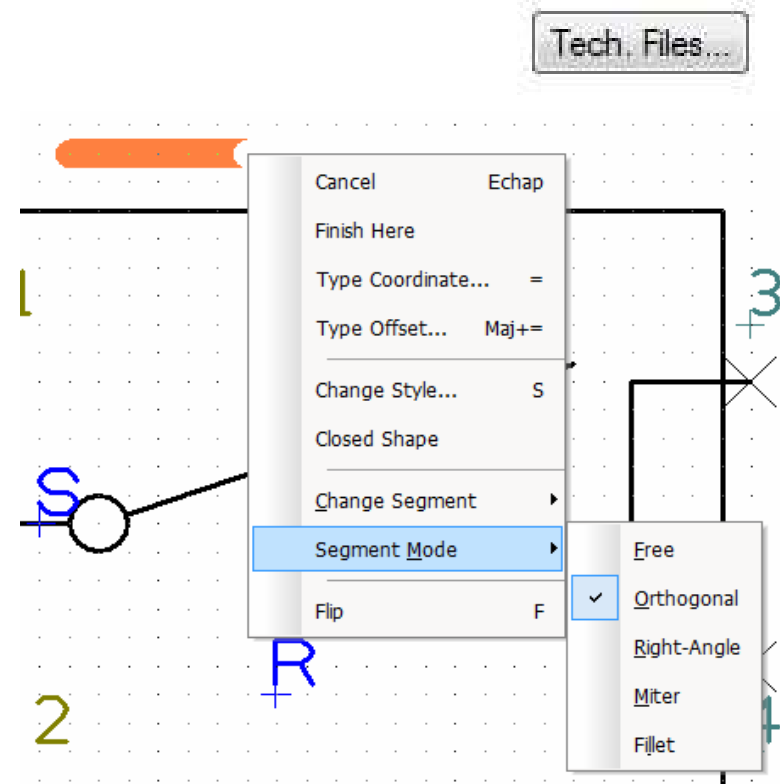 Tech. Files...
Cancel Echap
Finish Here
1
Type Coordinate... =
3
Type Offset... Maj+=
Change Style... S
Closed Shape
S
Change Segment
Segment Mode
Free
Orthogonal
Flip F
Right-Angle
R
Miter
2
4
Fillet